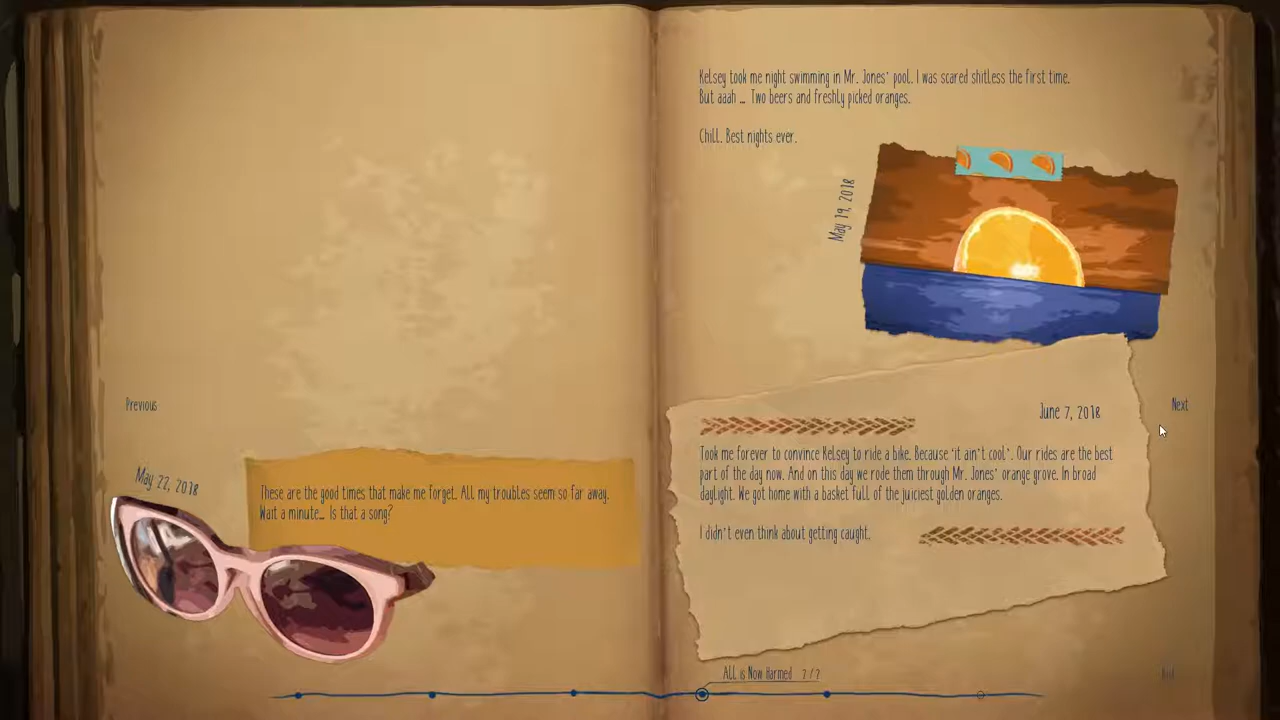 Previous
May 22, 2018
These are the good times that make me forget. All my troubles seem so far away.
Wait a minute... Is that a song?
Kelsey took me night swimming in Mr. Jones' pool. I was scared shitless the first time.
But aaah ... Two beers and freshly picked oranges.
Chill. Best nights ever.
May 19, 2018
June 7, 2018
Took me forever to convince Kelsey to ride a bike. Because 'it ain't cool'. Our rides are the best
part of the day now. And on this day we rode them through Mr. Jones' orange grove. In broad
daylight. We got home with a basket full of the juiciest golden oranges.
I didn't even think about getting caught.
Next
ALL is Now Harmed ? / ?